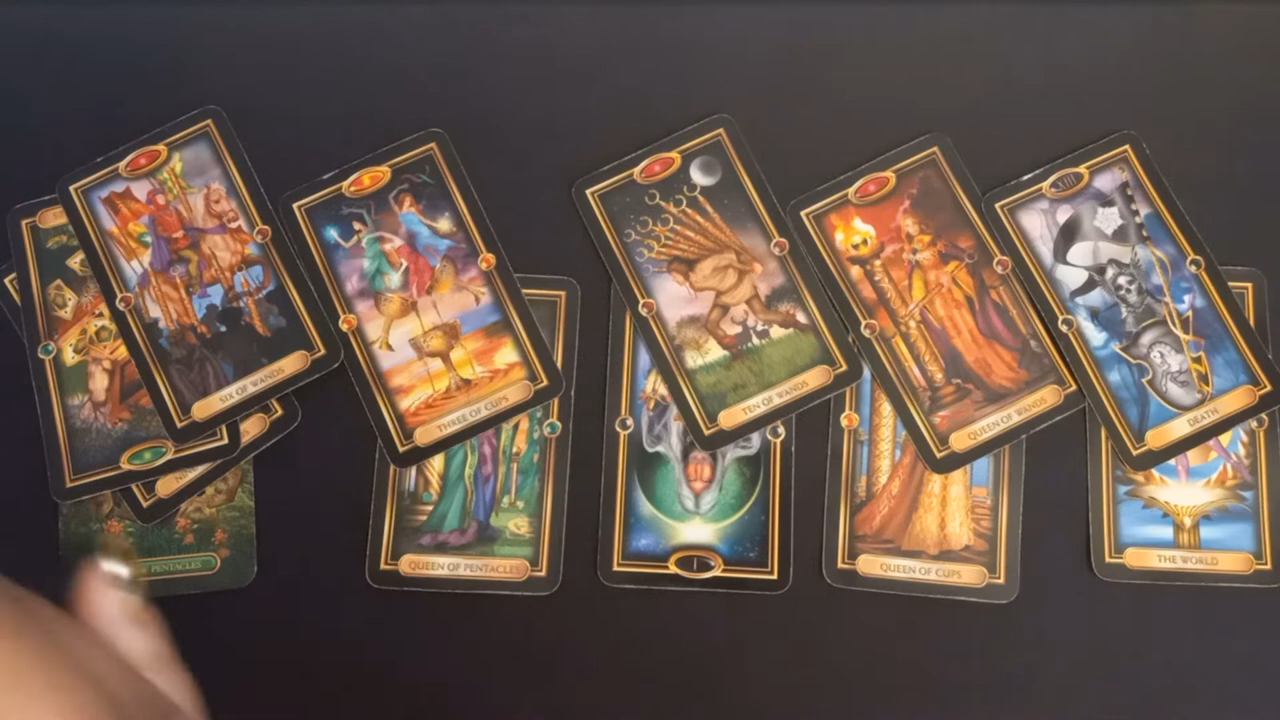 SIX OF WANDS
THREE OF CUPS
TEN OF WANDS
QUEEN OF WANDS
XIII
DEATH
PENTACLES
QUEEN OF PENTACLES
I
QUEEN OF CUPS
THE WORLD